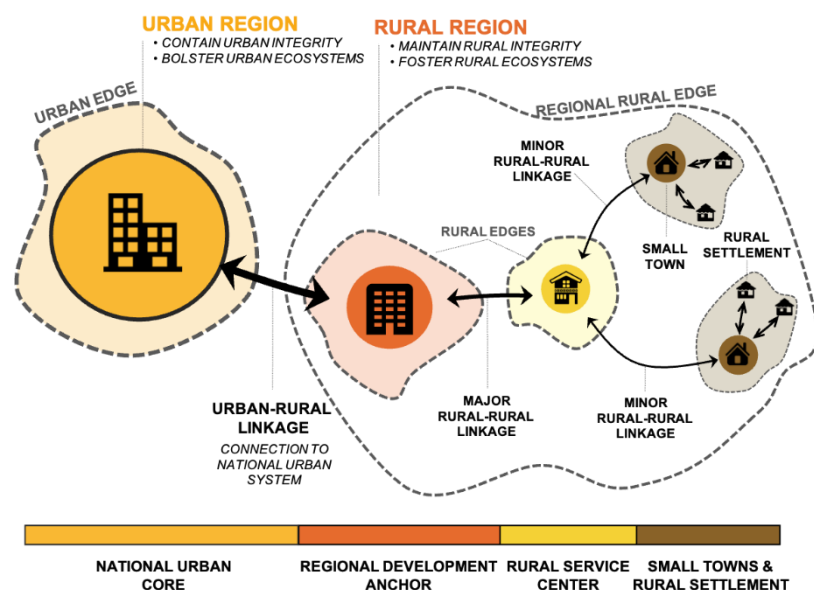 URBAN REGION
• CONTAIN URBAN INTEGRITY
• BOLSTER URBAN ECOSYSTEMS
RURAL REGION
• MAINTAIN RURAL INTEGRITY
• FOSTER RURAL ECOSYSTEMS
URBAN EDGE
REGIONAL RURAL EDGE
MINOR
RURAL-RURAL
LINKAGE
RURAL EDGES
SMALL
TOWN
RURAL
SETTLEMENT
URBAN-RURAL
LINKAGE
CONNECTION TO
NATIONAL URBAN
SYSTEM
MAJOR
RURAL-RURAL
LINKAGE
MINOR
RURAL-RURAL
LINKAGE
NATIONAL URBAN
CORE
REGIONAL DEVELOPMENT
ANCHOR
RURAL SERVICE
CENTER
SMALL TOWNS &
RURAL SETTLEMENT